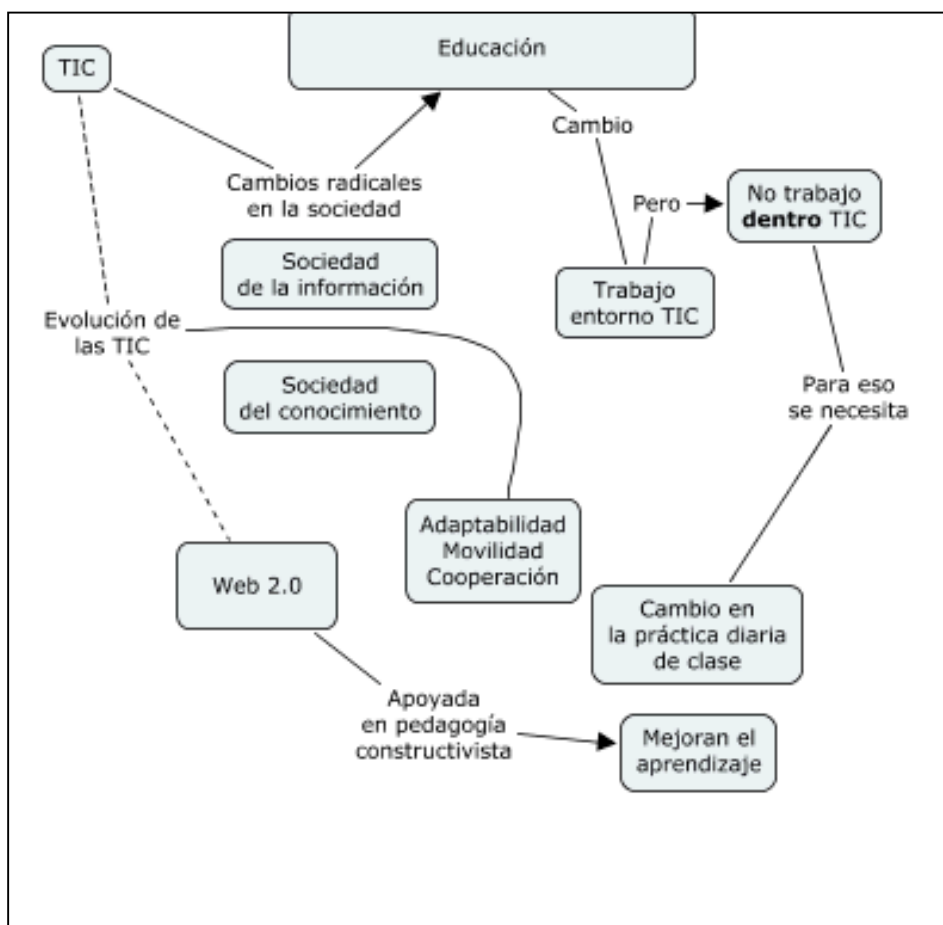 Educación
TIC
Cambio
Cambios radicales
en la sociedad
Pero
No trabajo
dentro TIC
Sociedad
de la información
Trabajo
entorno TIC
Evolución de
las TIC
Sociedad
del conocimiento
Para eso
se necesita
Adaptabilidad
Movilidad
Cooperación
Web 2.0
Cambio en
la práctica diaria
de clase
Apoyada
en pedagogía
constructivista
Mejoran el
aprendizaje